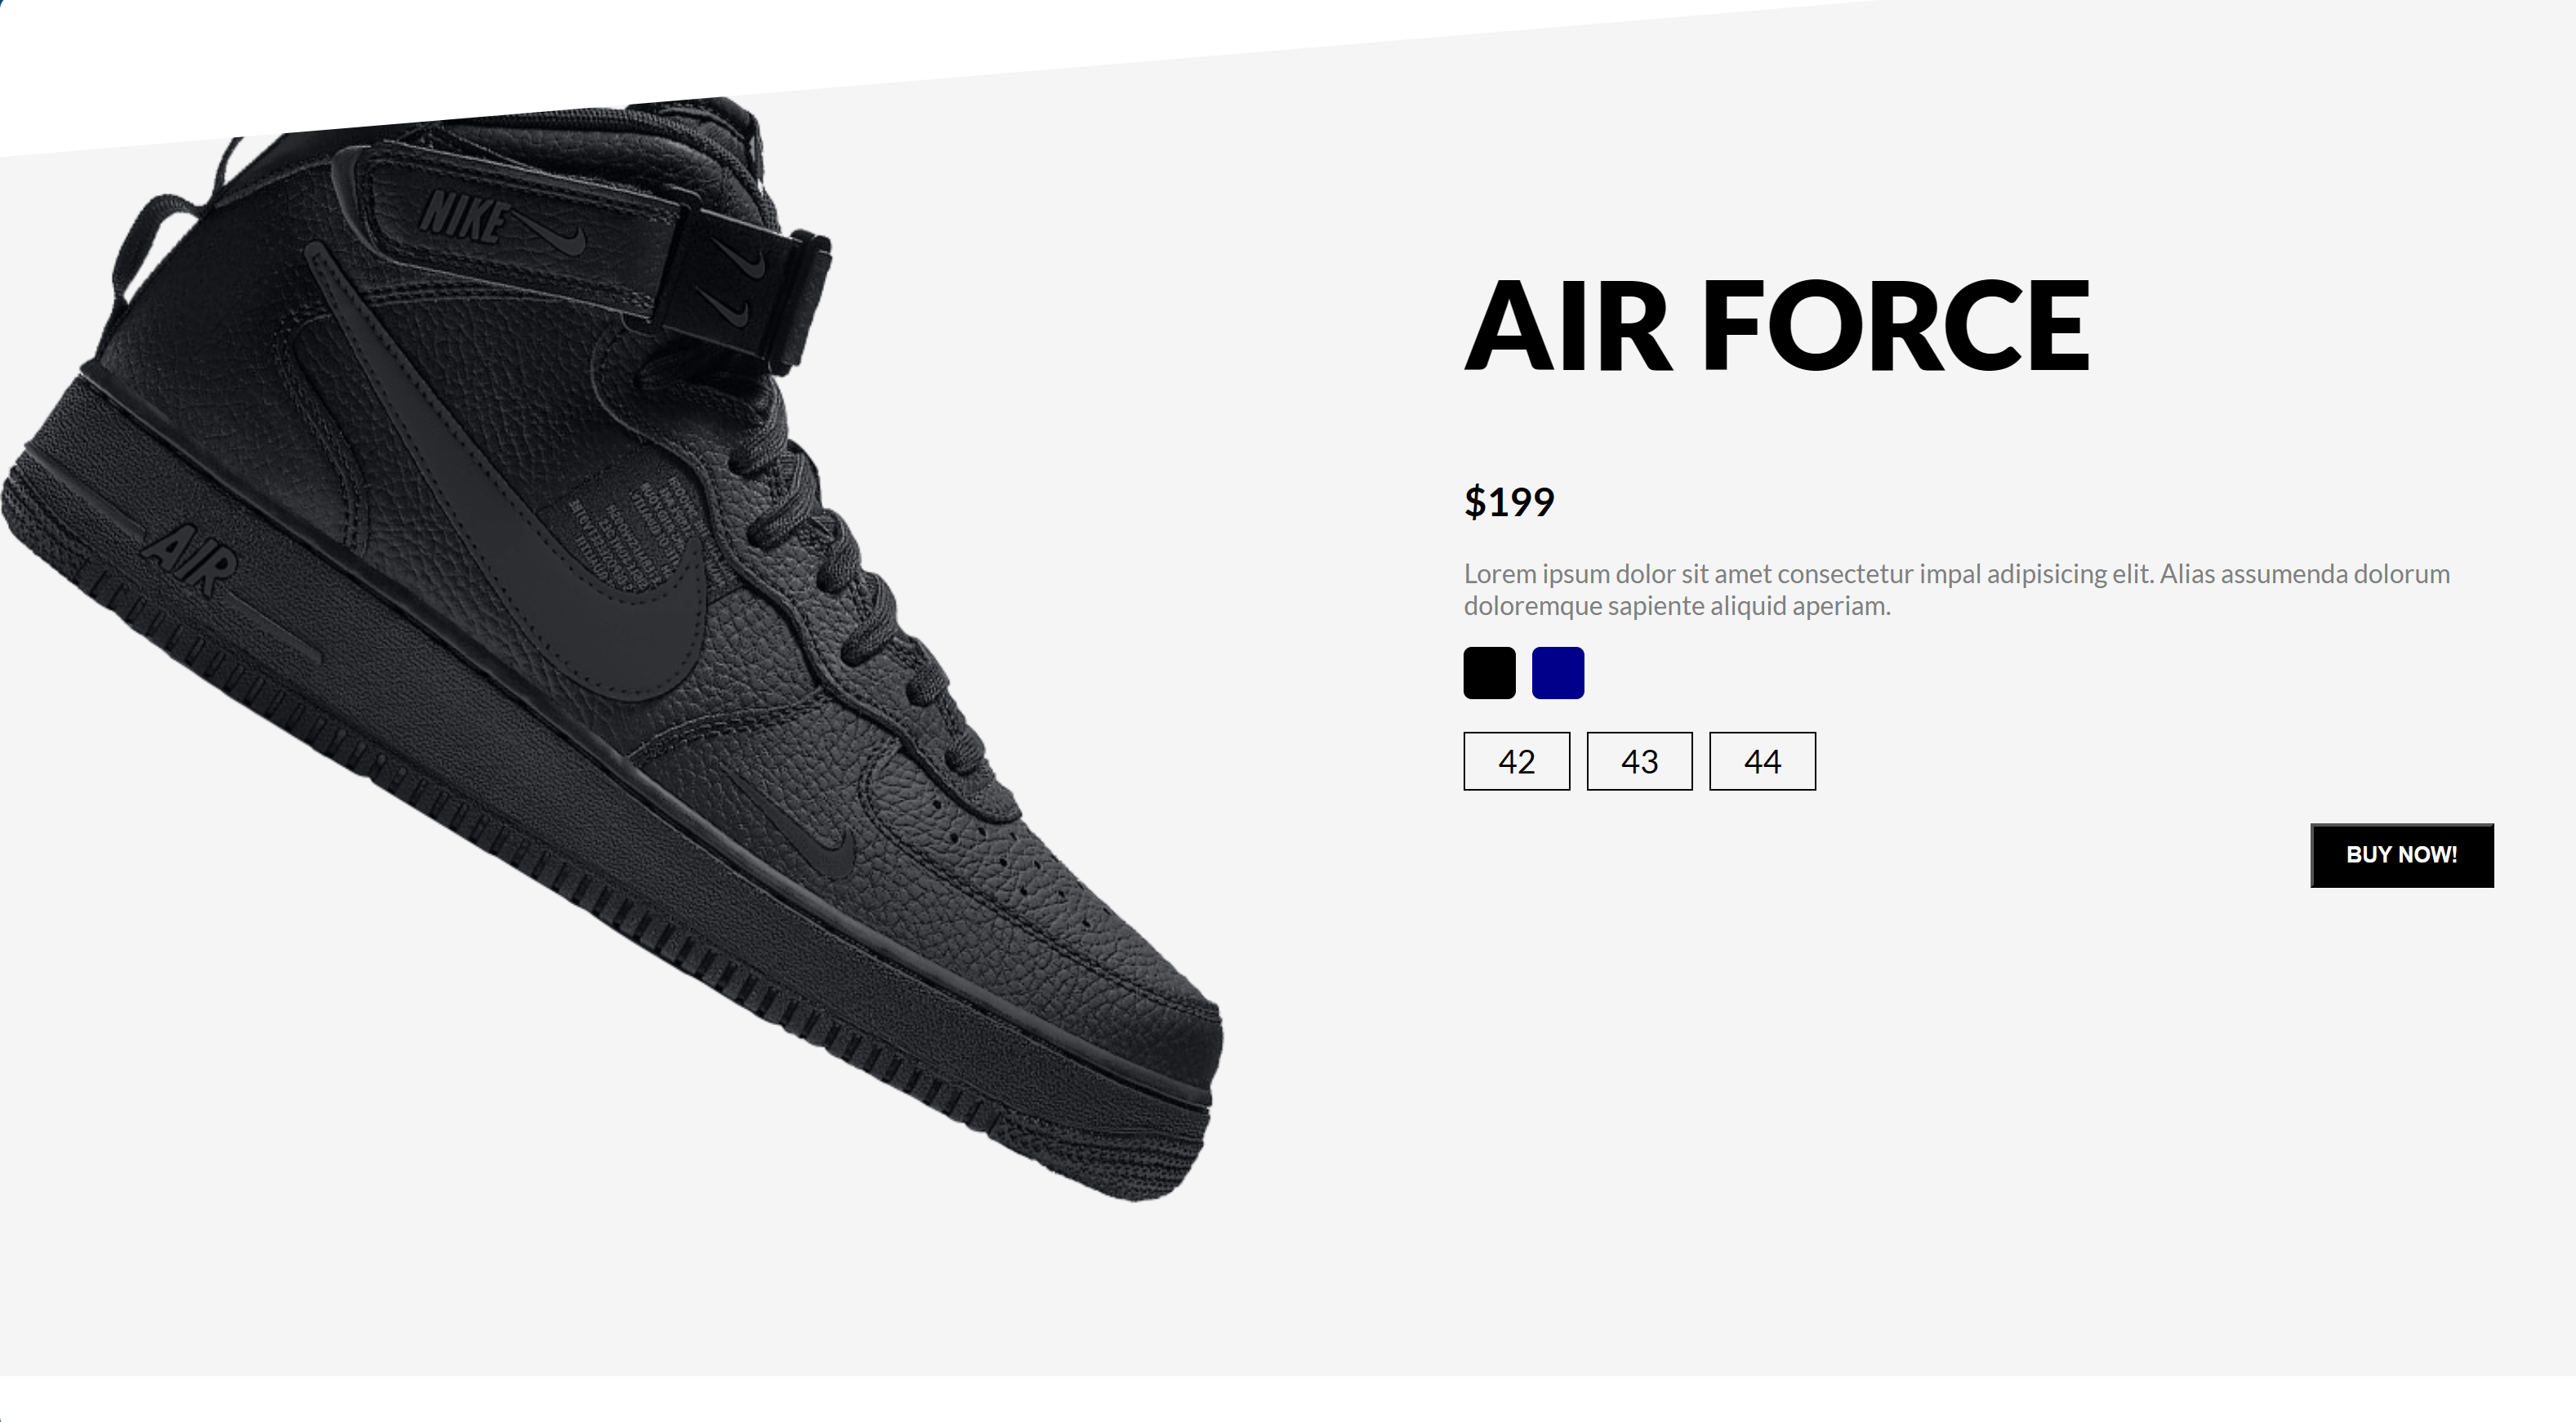 NIKE
AIR
AIR FORCE
$199
Lorem ipsum dolor sit amet consectetur impal adipisicing elit. Alias assumenda dolorum
doloremque sapiente aliquid aperiam.
42 43 44
BUY NOW!